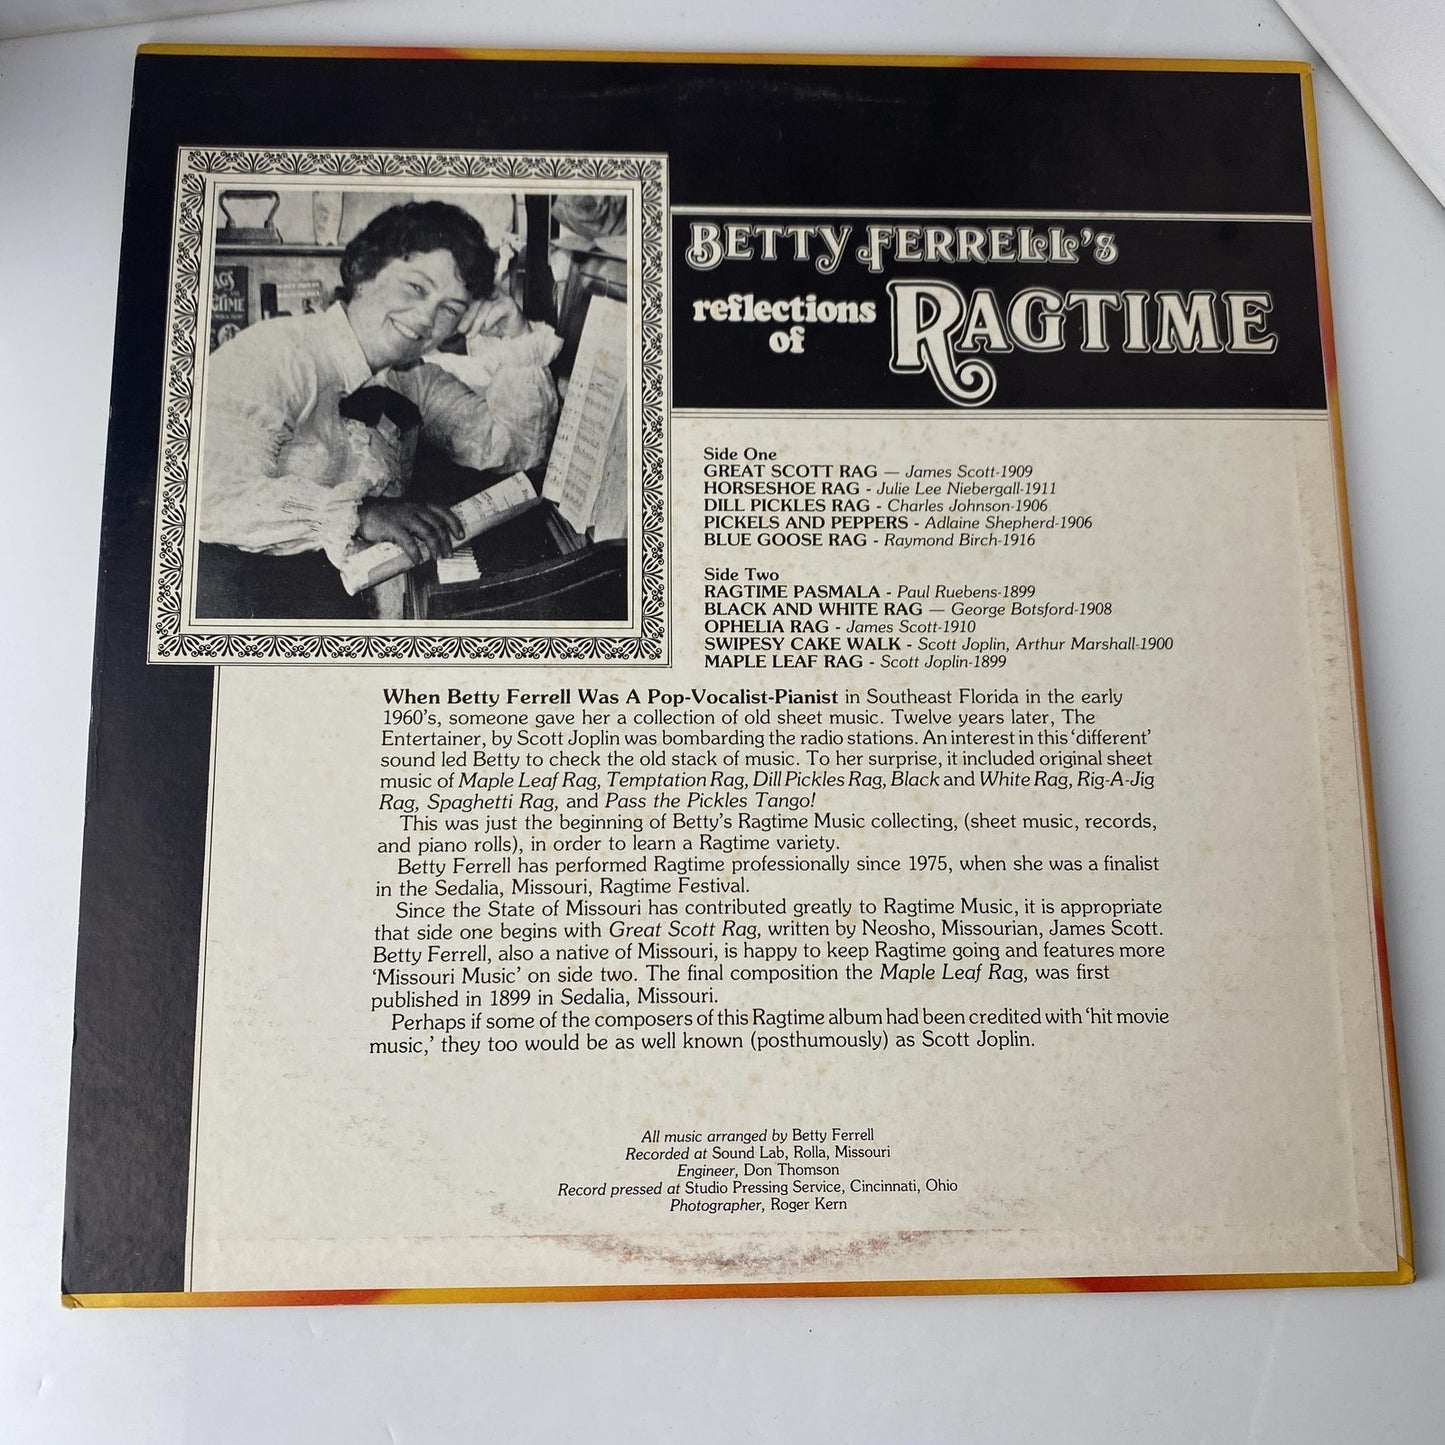 BETTY FERRELL'S
reflections of RAGTIME
RAGS
Side One
GREAT SCOTT RAG — James Scott-1909
HORSESHOE RAG - Julie Lee Niebergall-1911
DILL PICKLES RAG - Charles Johnson-1906
PICKELS AND PEPPERS - Adlaine Shepherd-1906
BLUE GOOSE RAG - Raymond Birch-1916
Side Two
RAGTIME PASMALA - Paul Ruebens-1899
BLACK AND WHITE RAG — George Botsford-1908
OPHELIA RAG - James Scott-1910
SWIPESY CAKE WALK - Scott Joplin, Arthur Marshall-1900
MAPLE LEAF RAG - Scott Joplin-1899
When Betty Ferrell Was A Pop-Vocalist-Pianist in Southeast Florida in the early
1960's, someone gave her a collection of old sheet music. Twelve years later, The
Entertainer, by Scott Joplin was bombarding the radio stations. An interest in this 'different'
sound led Betty to check the old stack of music. To her surprise, it included original sheet
music of Maple Leaf Rag, Temptation Rag, Dill Pickles Rag, Black and White Rag, Rig-A-Jig
Rag, Spaghetti Rag, and Pass the Pickles Tango!
This was just the beginning of Betty's Ragtime Music collecting, (sheet music, records,
and piano rolls), in order to learn a Ragtime variety.
Betty Ferrell has performed Ragtime professionally since 1975, when she was a finalist
in the Sedalia, Missouri, Ragtime Festival.
Since the State of Missouri has contributed greatly to Ragtime Music, it is appropriate
that side one begins with Great Scott Rag, written by Neosho, Missourian, James Scott.
Betty Ferrell, also a native of Missouri, is happy to keep Ragtime going and features more
'Missouri Music' on side two. The final composition the Maple Leaf Rag, was first
published in 1899 in Sedalia, Missouri.
Perhaps if some of the composers of this Ragtime album had been credited with 'hit movie
music,' they too would be as well known (posthumously) as Scott Joplin.
All music arranged by Betty Ferrell
Recorded at Sound Lab, Rolla, Missouri
Engineer, Don Thomson
Record pressed at Studio Pressing Service, Cincinnati, Ohio
Photographer, Roger Kern